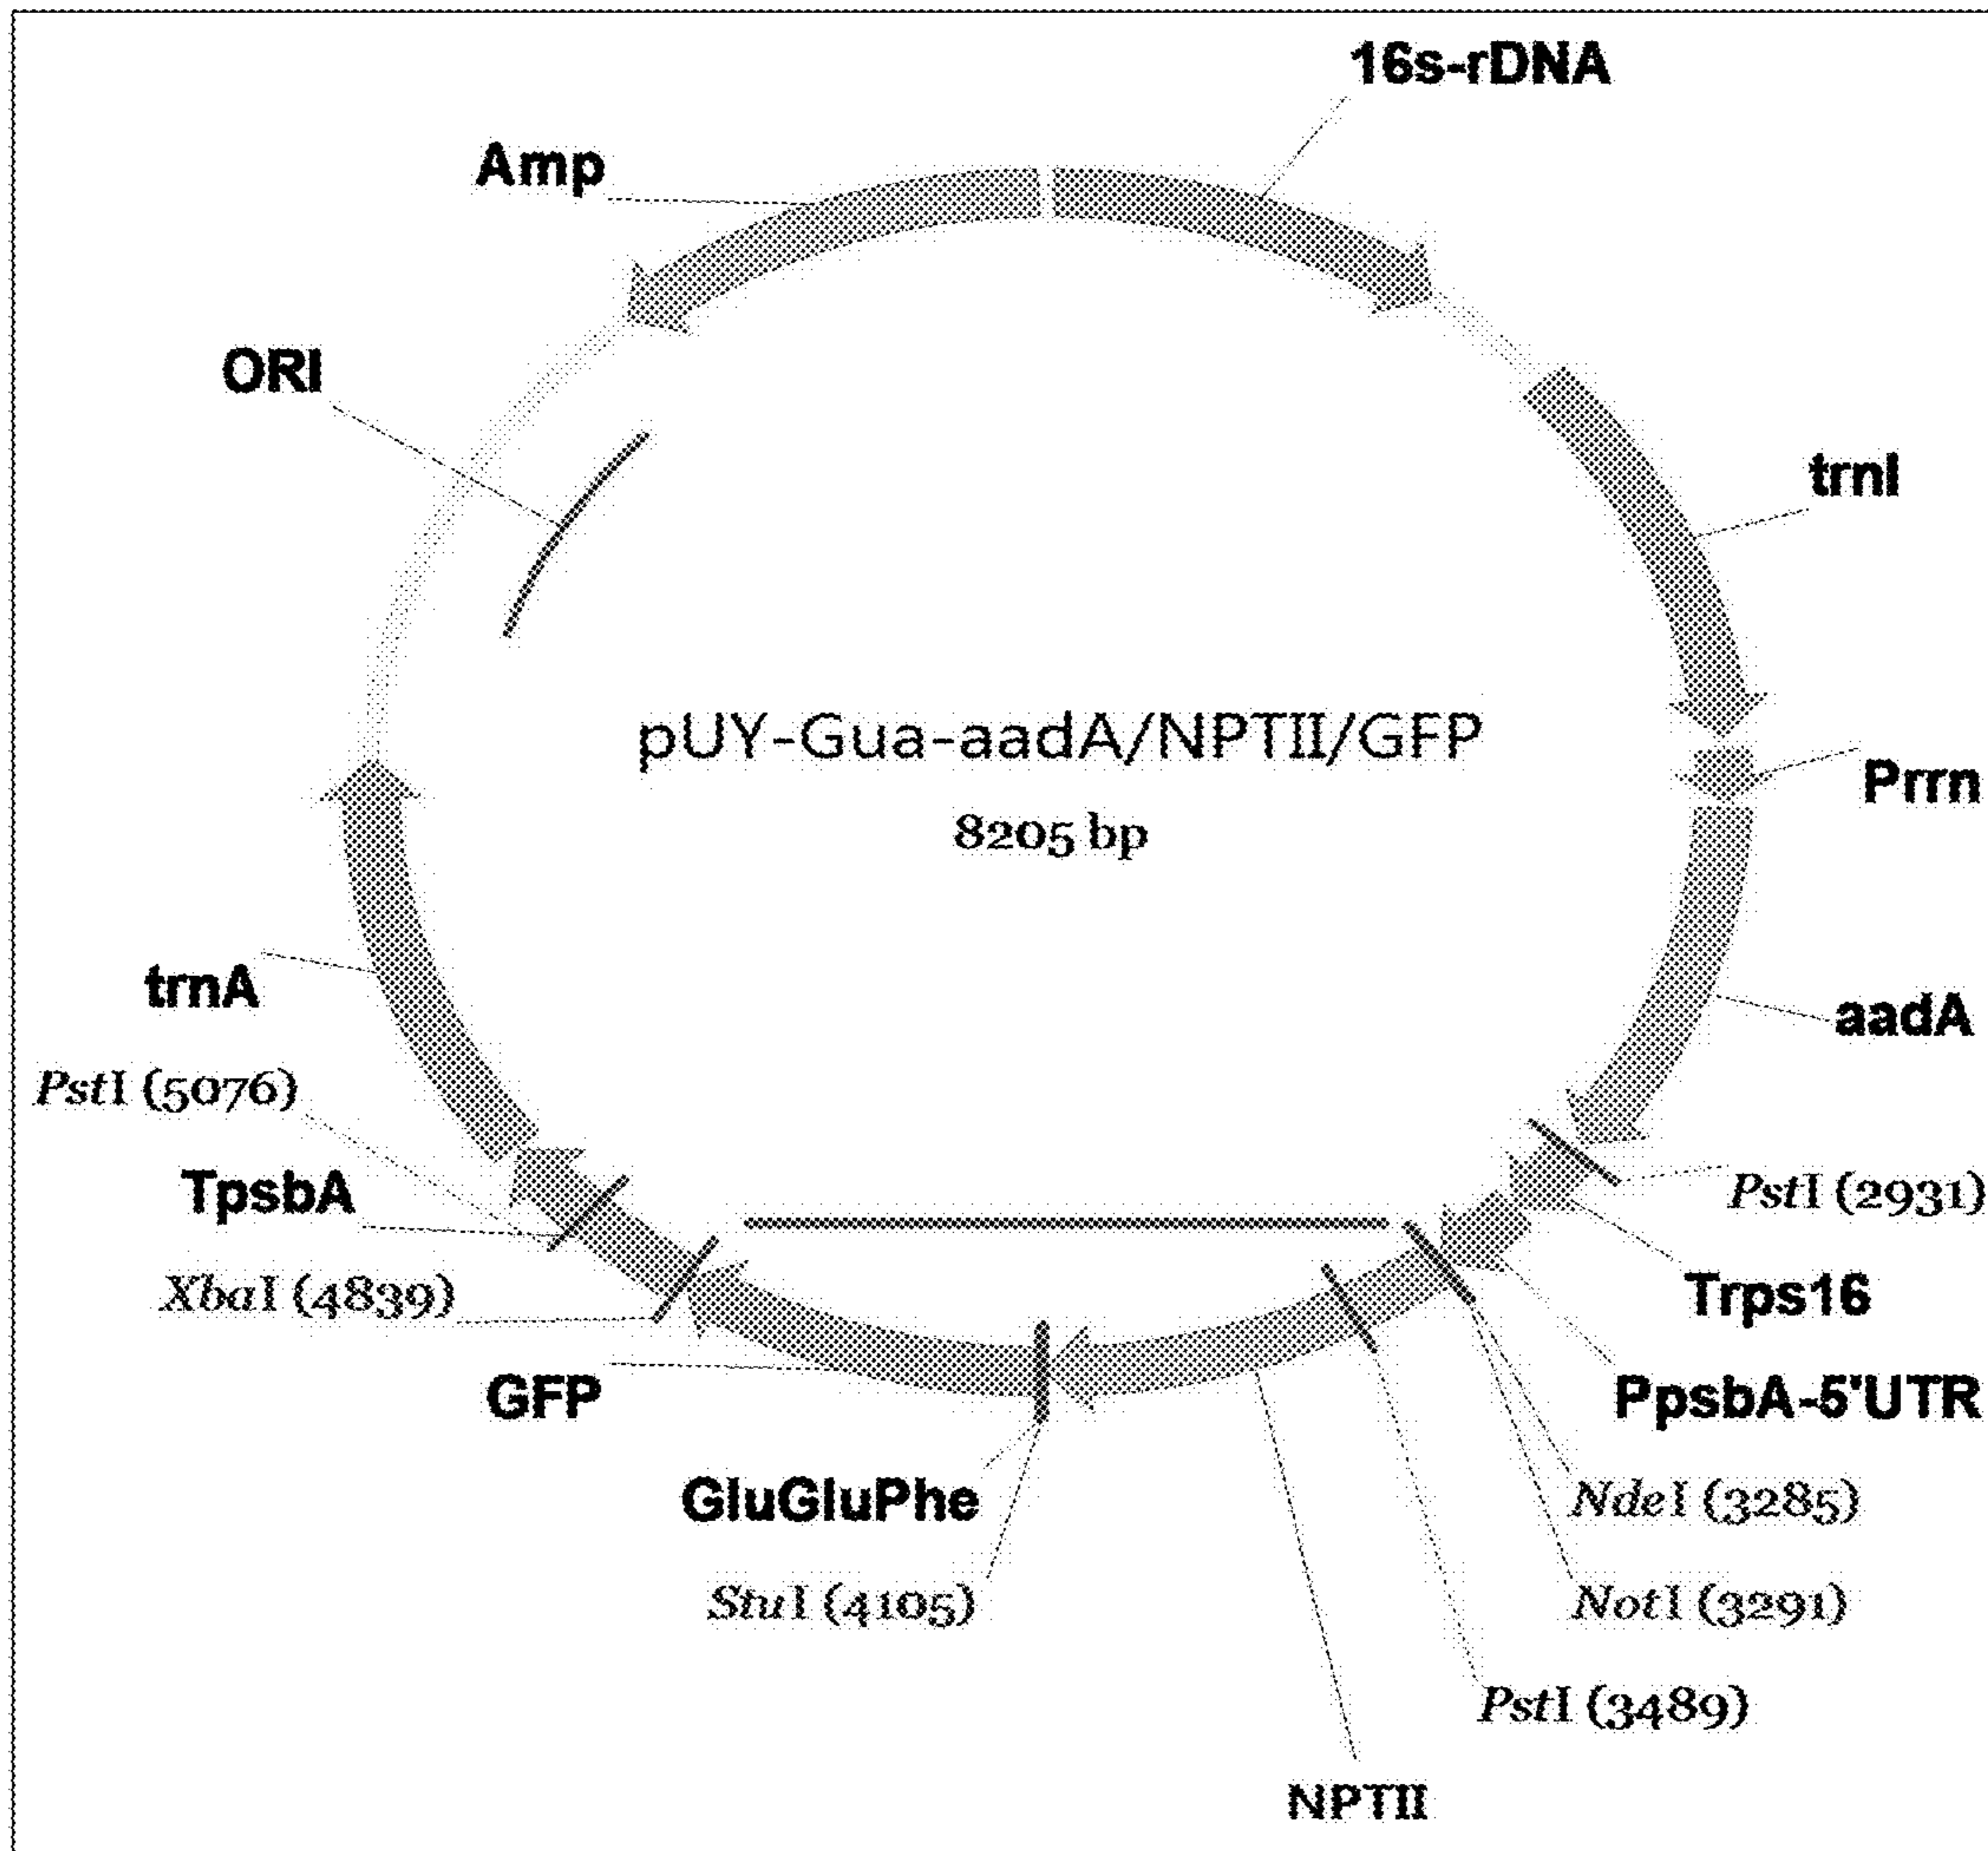 16s-rDNA
Amp
ORI
trnI
pUY-Gua-aadA/NPTII/GFP
8205 bp
Prrn
trnA
aadA
PstI (5076)
TpsbA
PstI (2931)
XbaI (4839)
Trps16
GFP
PpsbA-5'UTR
GluGluPhe
NdeI (3285)
StuI (4105)
NotI (3291)
PstI (3489)
NPTII